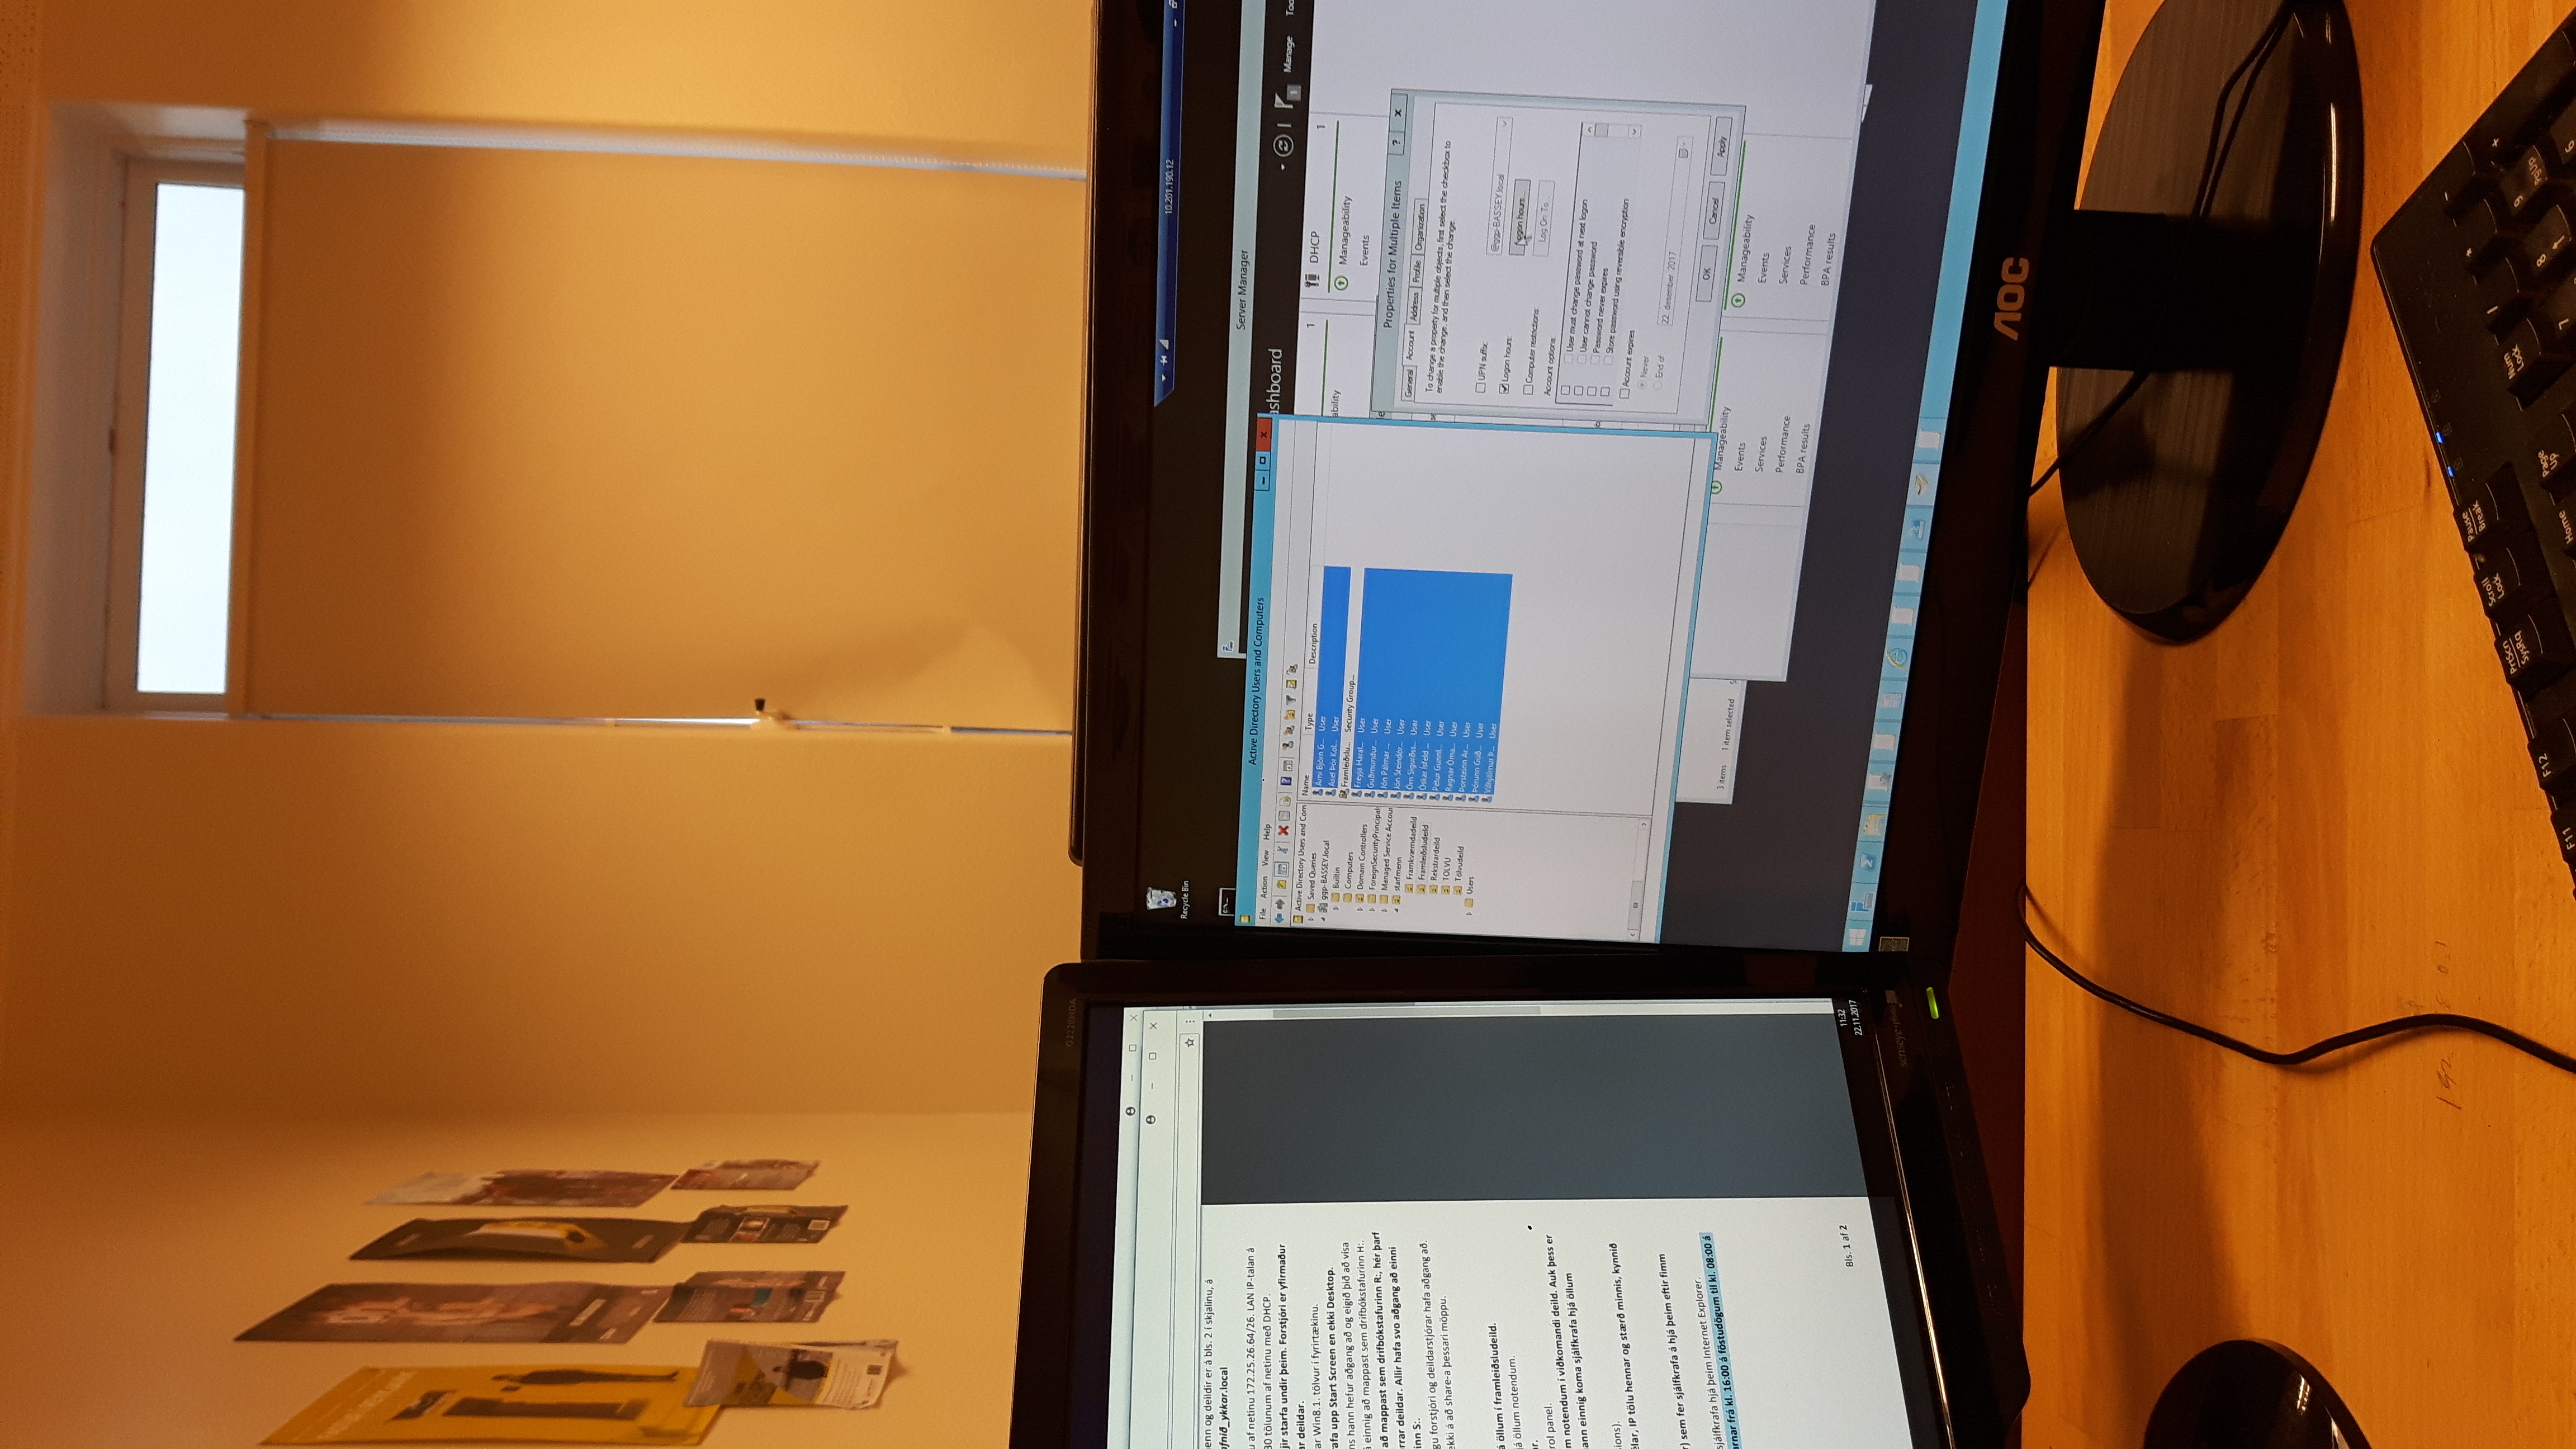 G2220HDA
enn og deildir er á bls. 2 í skjalinu, á
afnið_ykkar.local
u af netinu 172.25.26.64/26. LAN IP-talan á
30 tölunum af netinu með DHCP.
jir starfa undir þeim. Forstjóri er yfirmaður
ar deildar.
ar Win8.1. tölvur í fyrirtækinu.
rafa upp Start Screen en ekki Desktop.
ns hann hefur aðgang að og eigið þið að vísa
á einnig að mappast sem drifbókstafurinn H:.
að mappast sem drifbókstafurinn R:, hér þarf
rrar deildar. Allir hafa svo aðgang að einni
inn S:.
gu forstjóri og deildarstjórar hafa aðgang að.
ekki á að share-a þessari möppu.
á öllum í framleiðsludeild.
já öllum notendum.
ar.
rol panel.
m notendum í viðkomandi deild. Auk þess er
ann einnig koma sjálfkrafa hjá öllum
ions).
élar, IP tölu hennar og stærð minnis, kynnið
r) sem fer sjálfkrafa á hjá þeim eftir fimm
sjálfkrafa hjá þeim Internet Explorer.
arnar frá kl. 16:00 á föstudögum til kl. 08:00 á
Bls. 1 af 2
11:32
22.11.2017
senseye
Recycle Bin
10.201.190.12
Server Manager
ashboard
Manage
Too
1
DHCP
1
ability
Manageability
Events
Active Directory Users and Computers
File Action View Help
Active Directory Users and Com
Saved Queries
ggp-BASSEY.local
Builtin
Computers
Domain Controllers
ForeignSecurityPrincipals
Managed Service Accou
starfmenn
Framkvæmdadeild
Framleiðsludeild
Rekstrardeild
TOLVU
Tölvudeild
Users
Name Type Description
Árni Björn G... User
Axel Þór Kol... User
Framleiðslu... Security Group...
Freyja Haral... User
Guðmundur... User
Jón Pálmar ... User
Jón Steindór... User
Örn Sigurðss... User
Óskar Ísfeld ... User
Pétur Gunnl... User
Ragnar Óma... User
Þorsteinn Ar... User
Þórunn Guð... User
Vilhjálmur Þ... User
Properties for Multiple Items
General Account Address Profile Organization
To change a property for multiple objects, first select the checkbox to
enable the change, and then select the change.
UPN suffix: @ggp-BASSEY.local
Logon hours: Logon hours...
Computer restrictions: Log On To...
Account options:
User must change password at next logon
User cannot change password
Password never expires
Store password using reversible encryption
Account expires
Never
End of 22. desember 2017
OK Cancel Apply
3 items 1 item selected
Manageability
Events
Services
Performance
BPA results
Manageability
Events
Services
Performance
BPA results
AOC
F11
F12
PrtScn
SysRq
Scroll
Lock
Pause
Break
Home
Page
Up
Num
Lock
/
*
7
8
9
PgUp
+
6